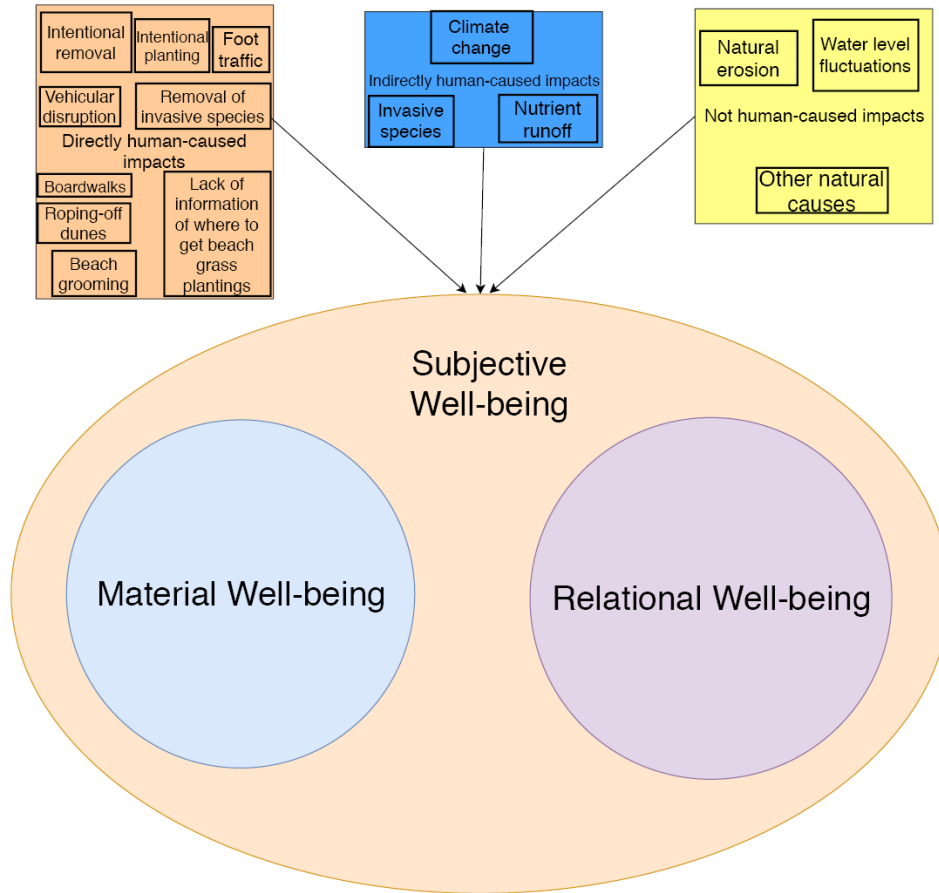 Intentional
removal
Intentional
planting
Foot
traffic
Vehicular
disruption
Removal of
invasive species
Directly human-caused
impacts
Boardwalks
Roping-off
dunes
Beach
grooming
Lack of
information
of where to
get beach
grass
plantings
Climate
change
Indirectly human-caused impacts
Invasive
species
Nutrient
runoff
Natural
erosion
Water level
fluctuations
Not human-caused impacts
Other natural
causes
Subjective
Well-being
Material Well-being
Relational Well-being